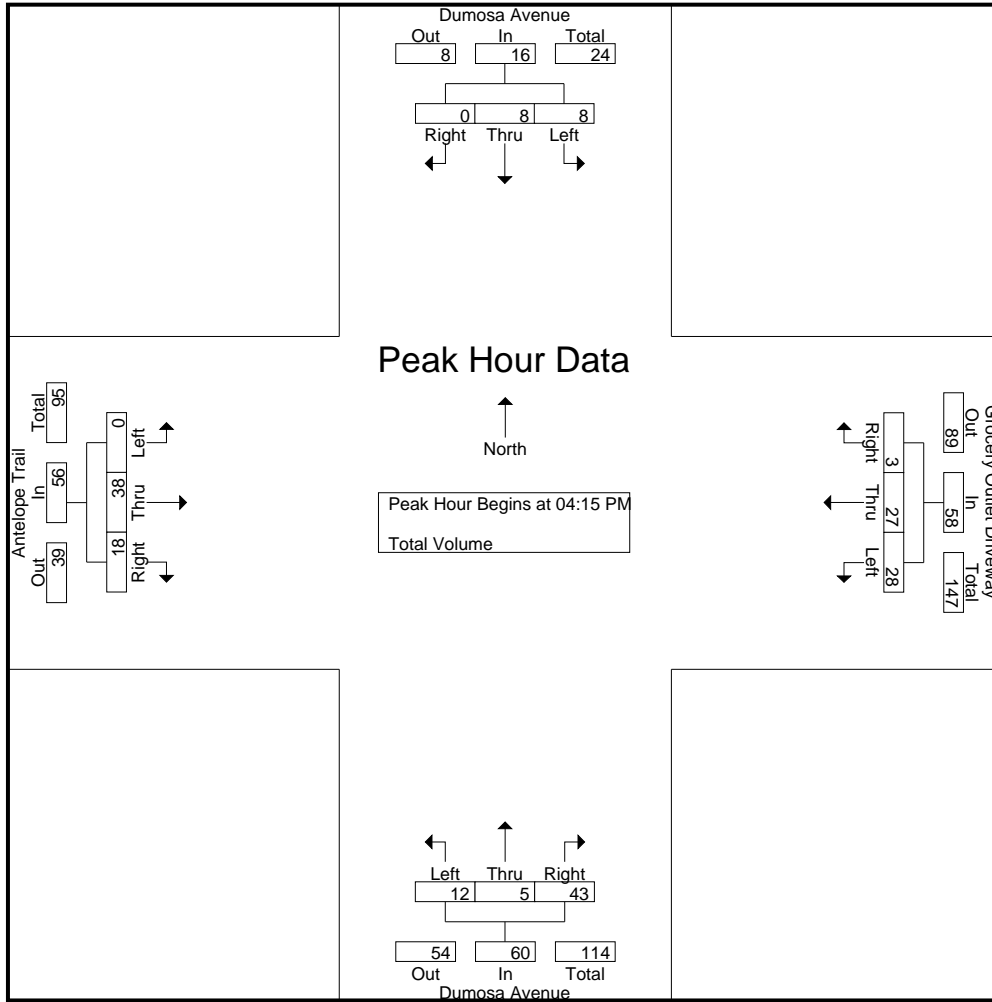 Dumosa Avenue
Out In Total
8 16 24
0 8 8
Right Thru Left
Peak Hour Data
North
Peak Hour Begins at 04:15 PM
Total Volume
Antelope Trail
Out In Total
39 56 95
18 38 0
Right Thru Left
Grocery Outlet Driveway
Out In Total
89 58 147
3 27 28
Right Thru Left
Left Thru Right
12 5 43
54 60 114
Out In Total
Dumosa Avenue